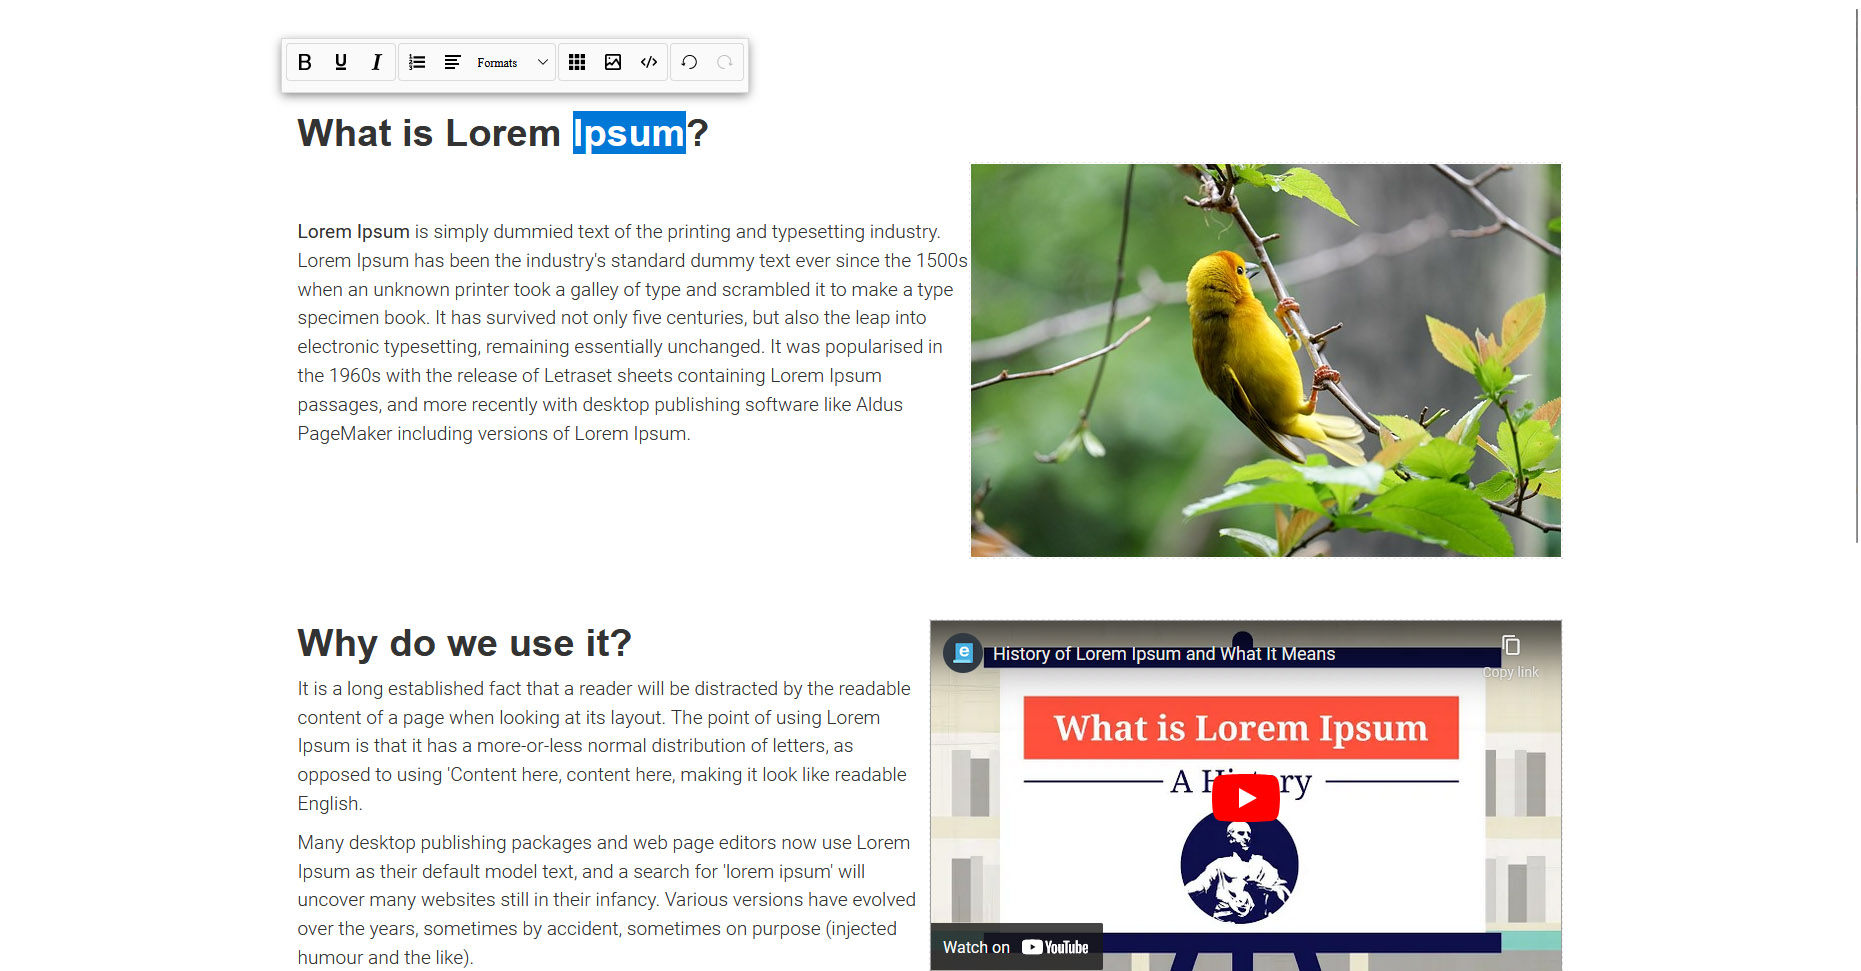 B U I Formats
What is Lorem Ipsum?
Lorem Ipsum is simply dummied text of the printing and typesetting industry.
Lorem Ipsum has been the industry's standard dummy text ever since the 1500s
when an unknown printer took a galley of type and scrambled it to make a type
specimen book. It has survived not only five centuries, but also the leap into
electronic typesetting, remaining essentially unchanged. It was popularised in
the 1960s with the release of Letraset sheets containing Lorem Ipsum
passages, and more recently with desktop publishing software like Aldus
PageMaker including versions of Lorem Ipsum.
Why do we use it?
It is a long established fact that a reader will be distracted by the readable
content of a page when looking at its layout. The point of using Lorem
Ipsum is that it has a more-or-less normal distribution of letters, as
opposed to using 'Content here, content here, making it look like readable
English.
Many desktop publishing packages and web page editors now use Lorem
Ipsum as their default model text, and a search for 'lorem ipsum' will
uncover many websites still in their infancy. Various versions have evolved
over the years, sometimes by accident, sometimes on purpose (injected
humour and the like).
e
History of Lorem Ipsum and What It Means
Copy link
What is Lorem Ipsum
A History
Watch on YouTube